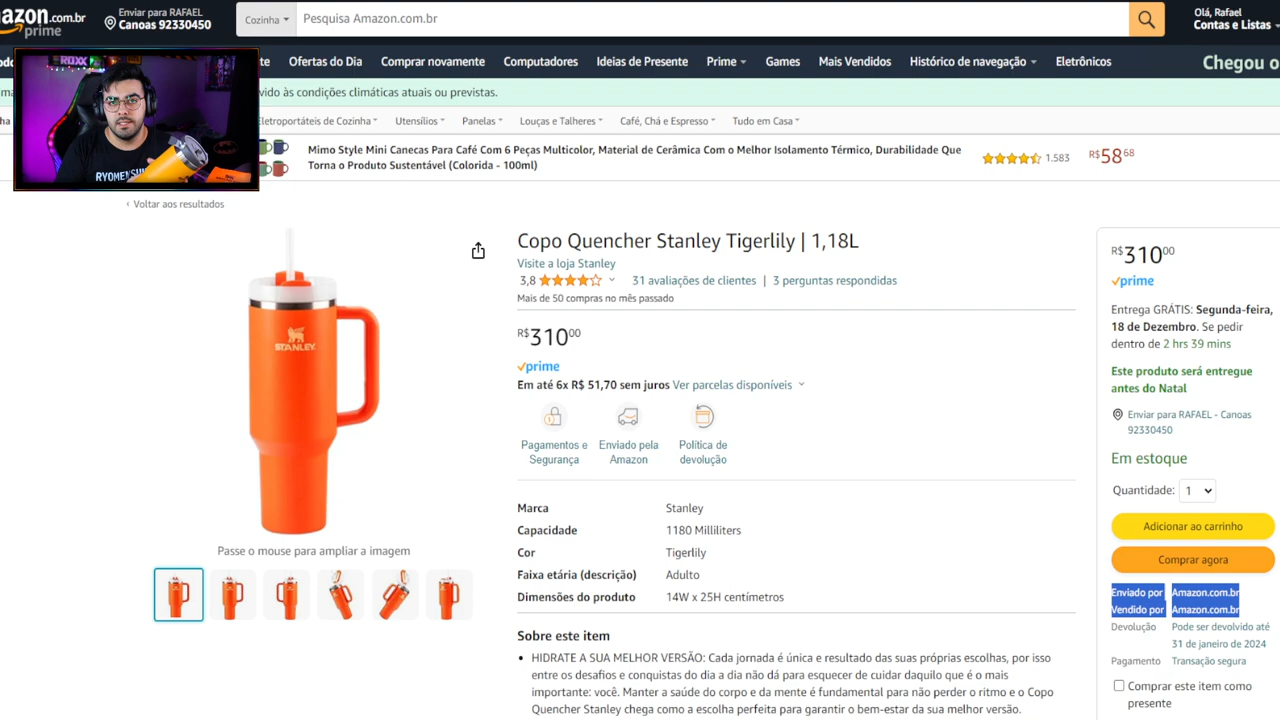 amazon.com.br
prime
Enviar para RAFAEL
Canoas 92330450
Cozinha
Pesquisa Amazon.com.br
Olá, Rafael
Contas e Listas
Ofertas do Dia
Comprar novamente
Computadores
Ideias de Presente
Prime
Games
Mais Vendidos
Histórico de navegação
Eletrônicos
Chegou o
vido às condições climáticas atuais ou previstas.
Eletroportáteis de Cozinha
Utensílios
Panelas
Louças e Talheres
Café, Chá e Espresso
Tudo em Casa
ROXX
Mimo Style Mini Canecas Para Café Com 6 Peças Multicolor, Material de Cerâmica Com o Melhor Isolamento Térmico, Durabilidade Que
Torna o Produto Sustentável (Colorida - 100ml)
1.583
R$5868
‹ Voltar aos resultados
Copo Quencher Stanley Tigerlily | 1,18L
Visite a loja Stanley
3,8
31 avaliações de clientes | 3 perguntas respondidas
Mais de 50 compras no mês passado
R$31000
prime
Em até 6x R$ 51,70 sem juros Ver parcelas disponíveis
Pagamentos e
Segurança
Enviado pela
Amazon
Política de
devolução
STANLEY
Passe o mouse para ampliar a imagem
Marca Stanley
Capacidade 1180 Milliliters
Cor Tigerlily
Faixa etária (descrição) Adulto
Dimensões do produto 14W x 25H centímetros
Sobre este item
• HIDRATE A SUA MELHOR VERSÃO: Cada jornada é única e resultado das suas próprias escolhas, por isso
entre os desafios e conquistas do dia a dia não dá para esquecer de cuidar daquilo que é o mais
importante: você. Manter a saúde do corpo e da mente é fundamental para não perder o ritmo e o Copo
Quencher Stanley chega como a escolha perfeita para garantir o bem-estar da sua melhor versão.
R$31000
prime
Entrega GRÁTIS: Segunda-feira,
18 de Dezembro. Se pedir
dentro de 2 hrs 39 mins
Este produto será entregue
antes do Natal
Enviar para RAFAEL - Canoas
92330450
Em estoque
Quantidade: 1
Adicionar ao carrinho
Comprar agora
Enviado por Amazon.com.br
Vendido por Amazon.com.br
Devolução Pode ser devolvido até
31 de janeiro de 2024
Pagamento Transação segura
Comprar este item como
presente